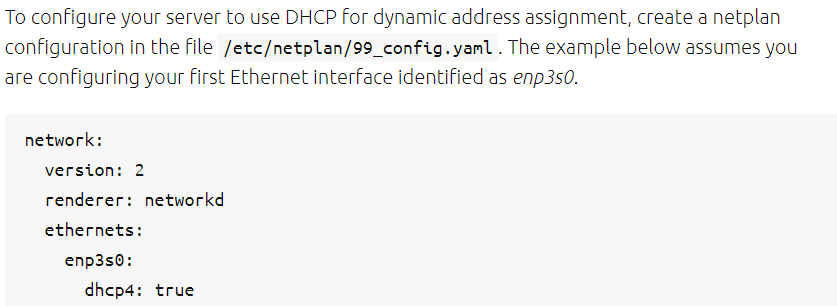 To configure your server to use DHCP for dynamic address assignment, create a netplan
configuration in the file /etc/netplan/99_config.yaml . The example below assumes you
are configuring your first Ethernet interface identified as enp3s0.
network:
  version: 2
  renderer: networkd
  ethernets:
    enp3s0:
      dhcp4: true